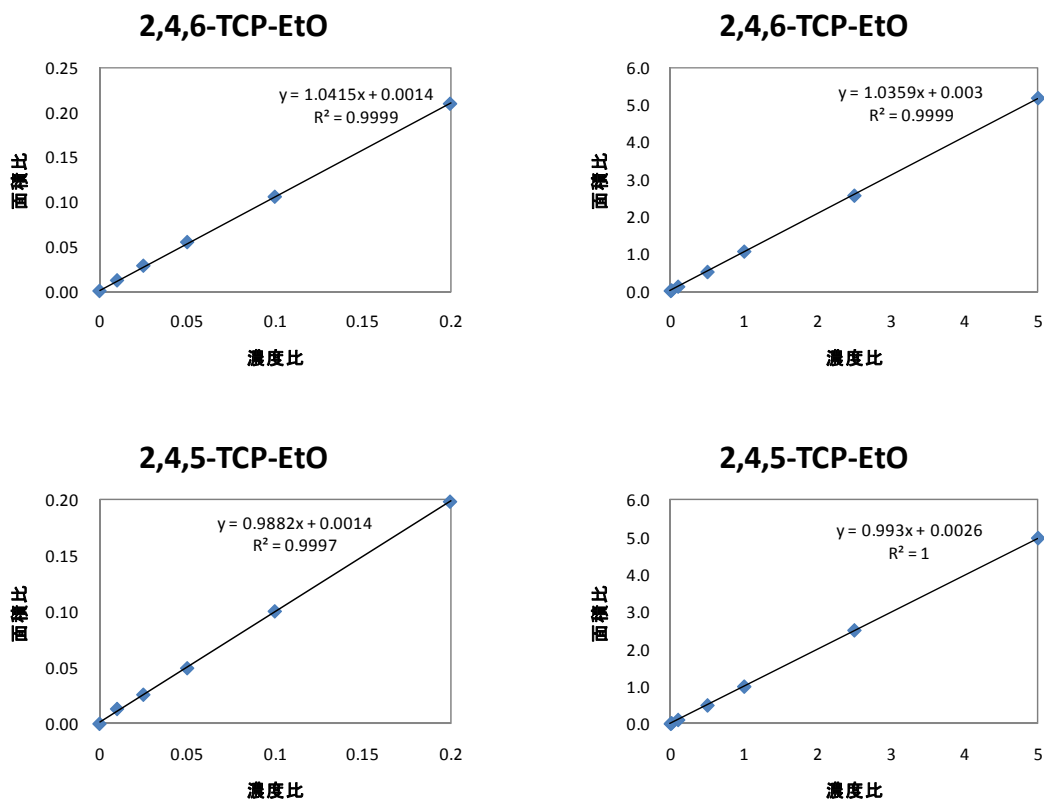 2,4,6-TCP-EtO
0.25
0.20
0.15
0.10
0.05
0.00
面積比
y = 1.0415x + 0.0014
R² = 0.9999
0 0.05 0.1 0.15 0.2
濃度比
2,4,6-TCP-EtO
6.0
5.0
4.0
3.0
2.0
1.0
0.0
面積比
y = 1.0359x + 0.003
R² = 0.9999
0 1 2 3 4 5
濃度比
2,4,5-TCP-EtO
0.20
0.15
0.10
0.05
0.00
面積比
y = 0.9882x + 0.0014
R² = 0.9997
0 0.05 0.1 0.15 0.2
濃度比
2,4,5-TCP-EtO
6.0
5.0
4.0
3.0
2.0
1.0
0.0
面積比
y = 0.993x + 0.0026
R² = 1
0 1 2 3 4 5
濃度比